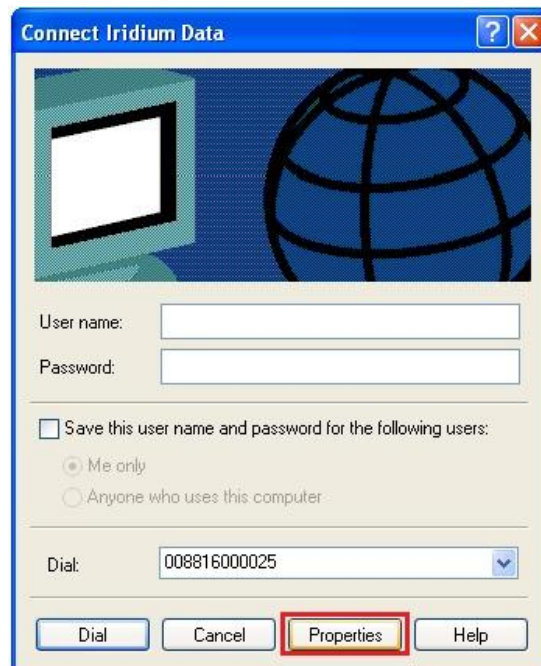 Connect Iridium Data
User name:
Password:
Save this user name and password for the following users:
Me only
Anyone who uses this computer
Dial: 008816000025
Dial Cancel Properties Help